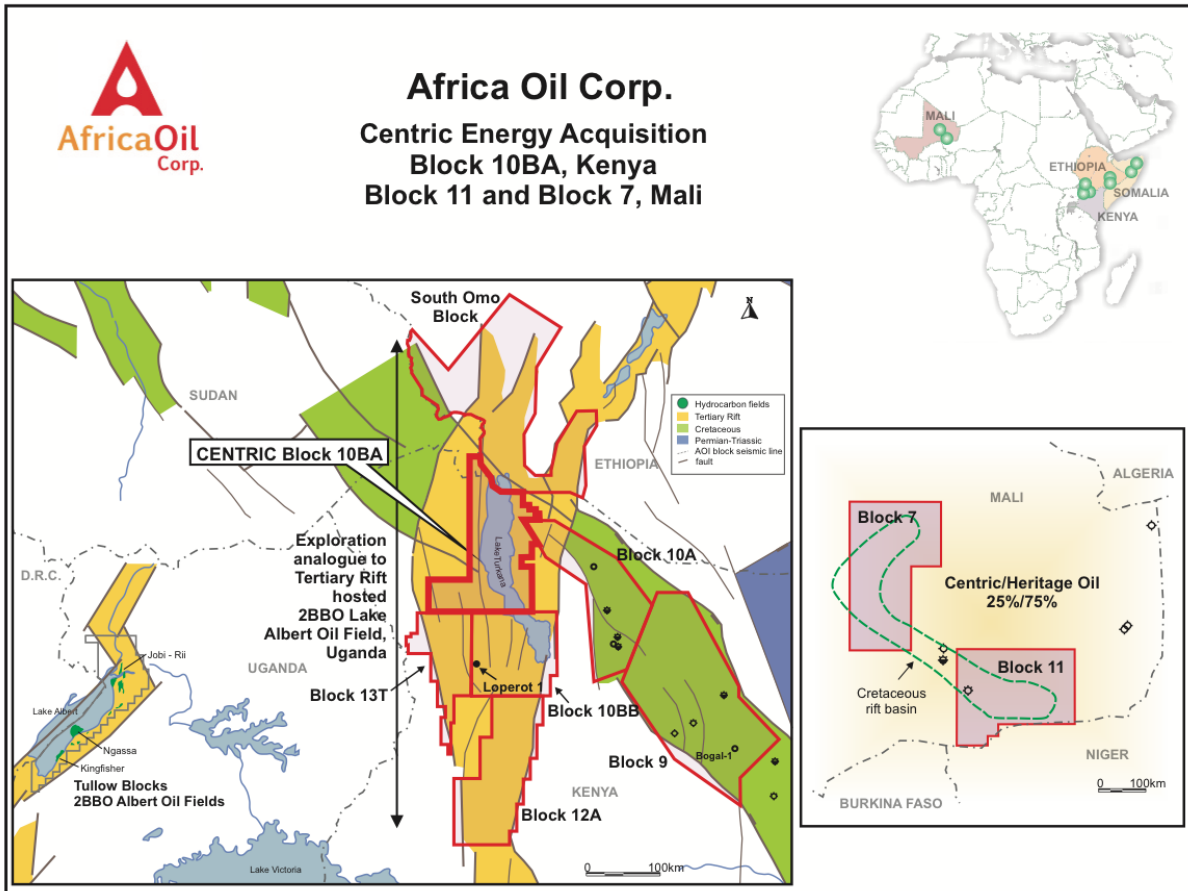 AfricaOil
Corp.
Africa Oil Corp.
Centric Energy Acquisition
Block 10BA, Kenya
Block 11 and Block 7, Mali
MALI
ETHIOPIA
SOMALIA
KENYA
South Omo
Block
N
SUDAN
Hydrocarbon fields
Tertiary Rift
Cretaceous
Permian-Triassic
AOI block seismic line
fault
CENTRIC Block 10BA
ETHIOPIA
Lake Turkana
Exploration
analogue to
Tertiary Rift
hosted
2BBO Lake
Albert Oil Field,
Uganda
Block 10A
D.R.C.
UGANDA
Jobi - Rii
Block 13T
Loperot 1
Block 10BB
Lake Albert
Ngassa
Kingfisher
Tullow Blocks
2BBO Albert Oil Fields
Block 9
Bogal-1
KENYA
Block 12A
Lake Victoria
0
100km
ALGERIA
MALI
Block 7
Centric/Heritage Oil
25%/75%
Block 11
Cretaceous
rift basin
NIGER
BURKINA FASO
0
100km